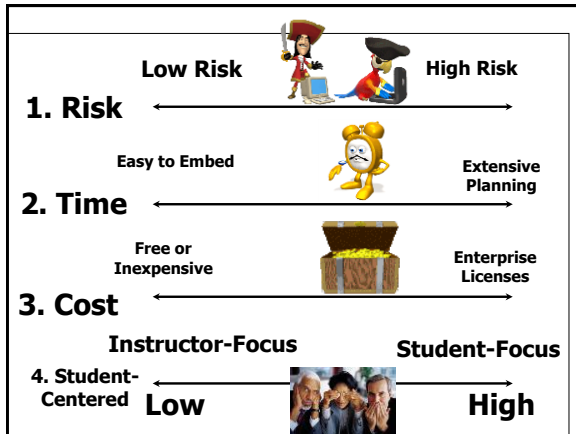 Low Risk
High Risk
1. Risk
Easy to Embed
Extensive
Planning
2. Time
Free or
Inexpensive
Enterprise
Licenses
3. Cost
Instructor-Focus
Student-Focus
4. Student-
Centered
Low
High